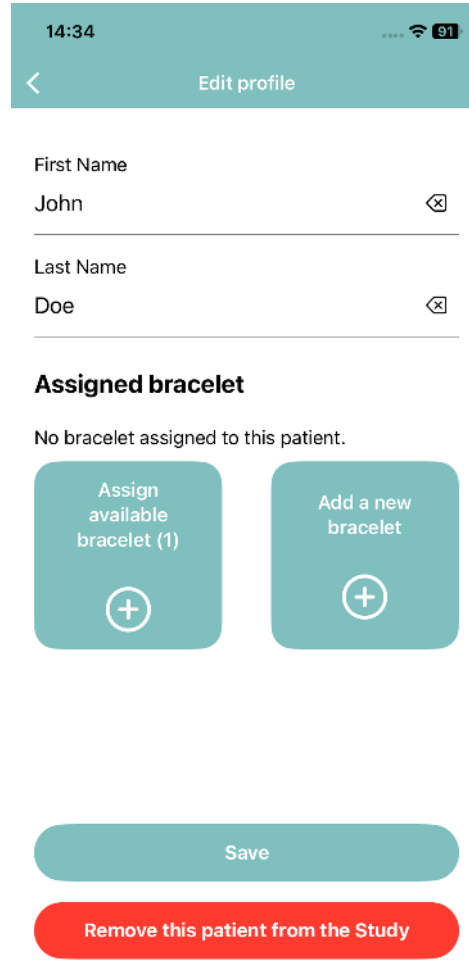 14:34
91
Edit profile
First Name
John
Last Name
Doe
Assigned bracelet
No bracelet assigned to this patient.
Assign
available
bracelet (1)
Add a new
bracelet
Save
Remove this patient from the Study